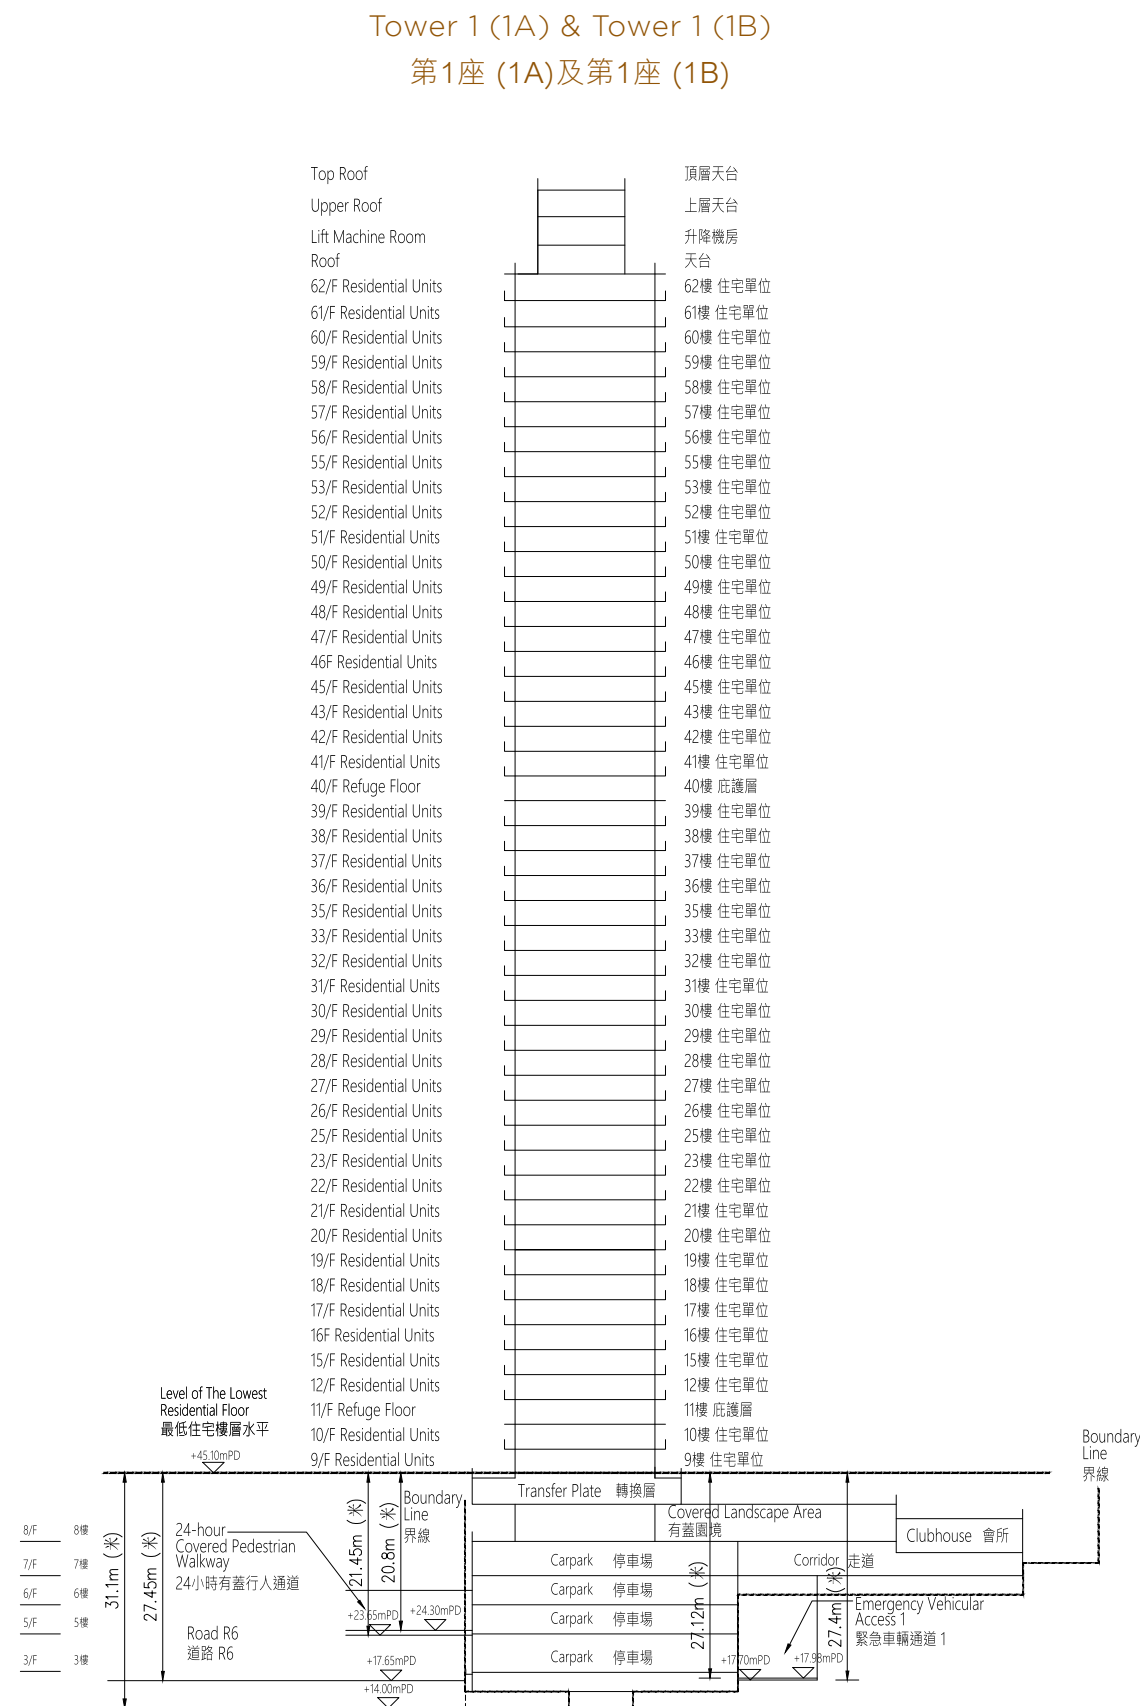 Tower 1 (1A) & Tower 1 (1B)
第1座 (1A)及第1座 (1B)
Top Roof 頂層天台
Upper Roof 上層天台
Lift Machine Room 升降機房
Roof 天台
62/F Residential Units 62樓 住宅單位
61/F Residential Units 61樓 住宅單位
60/F Residential Units 60樓 住宅單位
59/F Residential Units 59樓 住宅單位
58/F Residential Units 58樓 住宅單位
57/F Residential Units 57樓 住宅單位
56/F Residential Units 56樓 住宅單位
55/F Residential Units 55樓 住宅單位
53/F Residential Units 53樓 住宅單位
52/F Residential Units 52樓 住宅單位
51/F Residential Units 51樓 住宅單位
50/F Residential Units 50樓 住宅單位
49/F Residential Units 49樓 住宅單位
48/F Residential Units 48樓 住宅單位
47/F Residential Units 47樓 住宅單位
46F Residential Units 46樓 住宅單位
45/F Residential Units 45樓 住宅單位
43/F Residential Units 43樓 住宅單位
42/F Residential Units 42樓 住宅單位
41/F Residential Units 41樓 住宅單位
40/F Refuge Floor 40樓 庇護層
39/F Residential Units 39樓 住宅單位
38/F Residential Units 38樓 住宅單位
37/F Residential Units 37樓 住宅單位
36/F Residential Units 36樓 住宅單位
35/F Residential Units 35樓 住宅單位
33/F Residential Units 33樓 住宅單位
32/F Residential Units 32樓 住宅單位
31/F Residential Units 31樓 住宅單位
30/F Residential Units 30樓 住宅單位
29/F Residential Units 29樓 住宅單位
28/F Residential Units 28樓 住宅單位
27/F Residential Units 27樓 住宅單位
26/F Residential Units 26樓 住宅單位
25/F Residential Units 25樓 住宅單位
23/F Residential Units 23樓 住宅單位
22/F Residential Units 22樓 住宅單位
21/F Residential Units 21樓 住宅單位
20/F Residential Units 20樓 住宅單位
19/F Residential Units 19樓 住宅單位
18/F Residential Units 18樓 住宅單位
17/F Residential Units 17樓 住宅單位
16F Residential Units 16樓 住宅單位
15/F Residential Units 15樓 住宅單位
12/F Residential Units 12樓 住宅單位
11/F Refuge Floor 11樓 庇護層
10/F Residential Units 10樓 住宅單位
9/F Residential Units 9樓 住宅單位
Level of The Lowest
Residential Floor
最低住宅樓層水平
+45.10mPD
Boundary
Line
界線
Transfer Plate 轉換層
Boundary
Line
界線
Covered Landscape Area
有蓋園境
Clubhouse 會所
8/F 8樓
7/F 7樓
6/F 6樓
5/F 5樓
3/F 3樓
31.1m (米)
27.45m (米)
24-hour
Covered Pedestrian
Walkway
24小時有蓋行人通道
21.45m (米)
20.8m (米)
Carpark 停車場
Corridor 走道
Carpark 停車場
Carpark 停車場
Carpark 停車場
27.12m (米)
27.4m (米)
Emergency Vehicular
Access 1
緊急車輛通道 1
Road R6
道路 R6
+23.65mPD
+24.30mPD
+17.65mPD
+14.00mPD
+17.70mPD
+17.98mPD